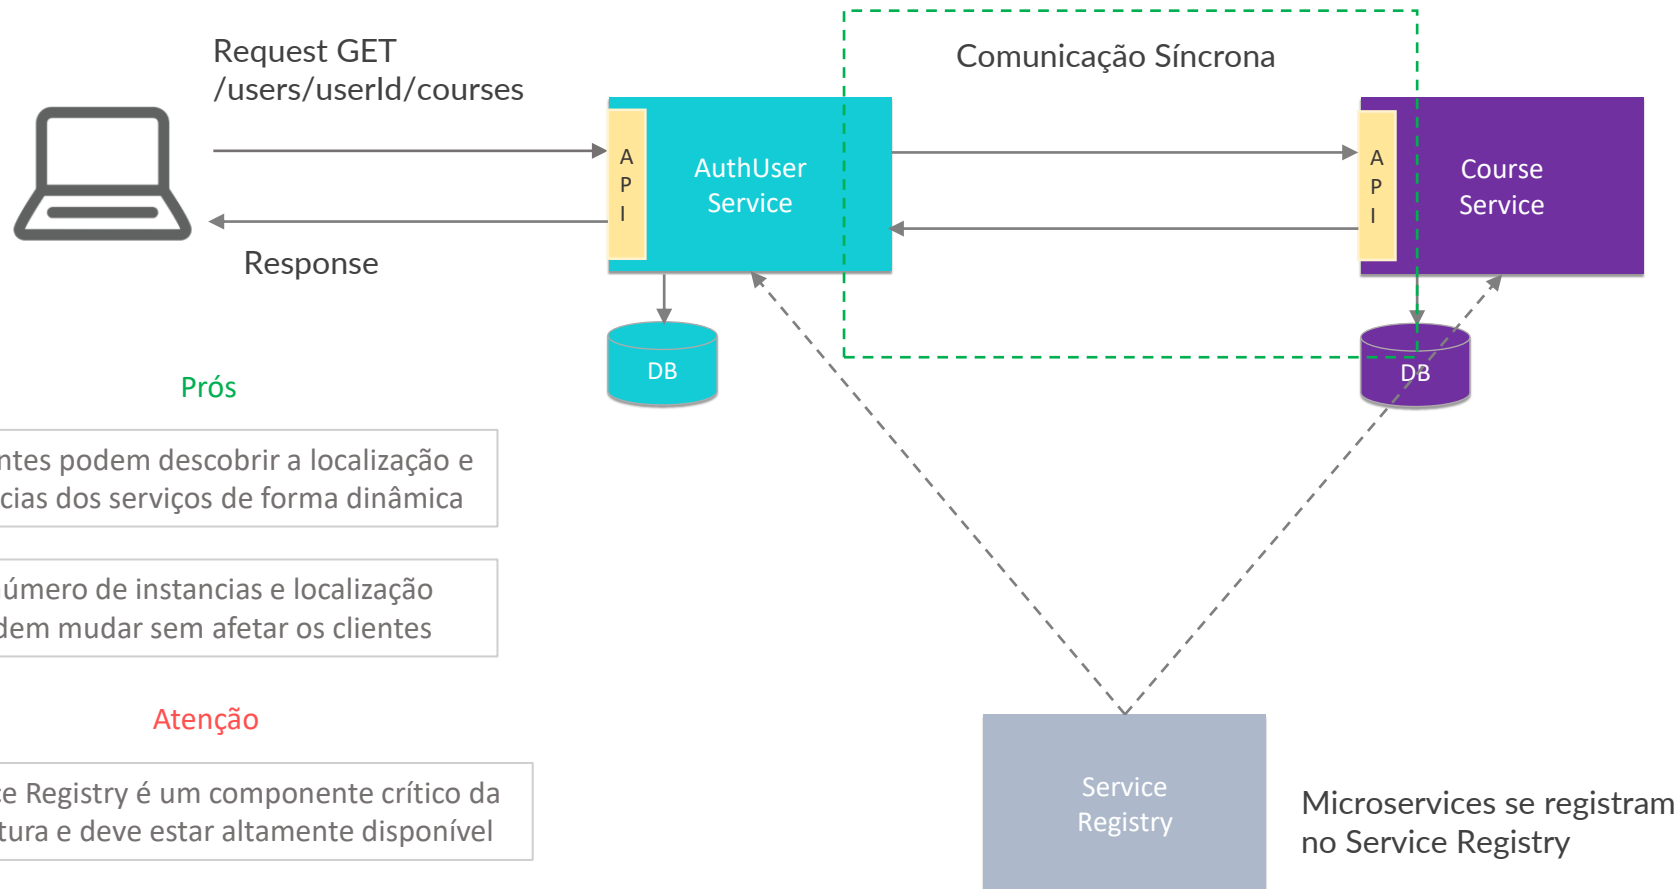 Request GET
/users/userId/courses
Comunicação Síncrona
A
P
I
AuthUser
Service
A
P
I
Course
Service
Response
DB
DB
Prós
ntes podem descobrir a localização e
cias dos serviços de forma dinâmica
úmero de instancias e localização
dem mudar sem afetar os clientes
Atenção
ce Registry é um componente crítico da
tura e deve estar altamente disponível
Service
Registry
Microservices se registram
no Service Registry